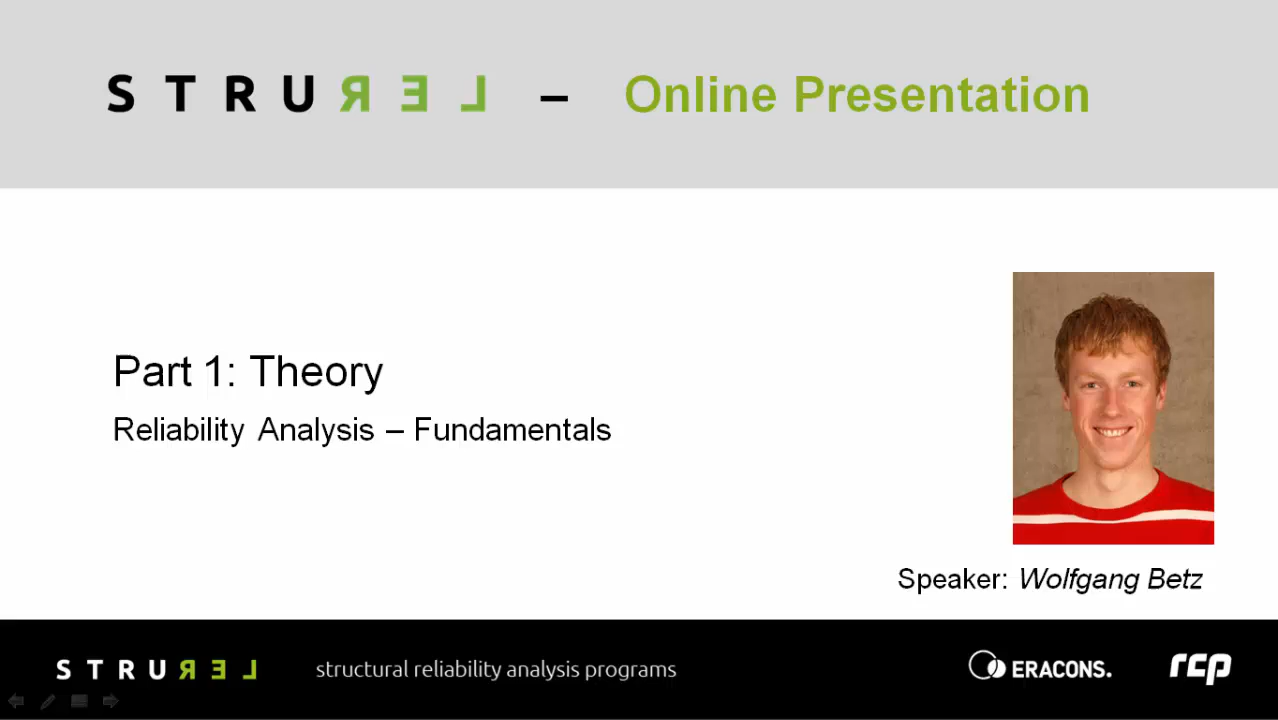 STRUREL – Online Presentation
Part 1: Theory
Reliability Analysis – Fundamentals
Speaker: Wolfgang Betz
STRUREL structural reliability analysis programs ERACONS. rcp